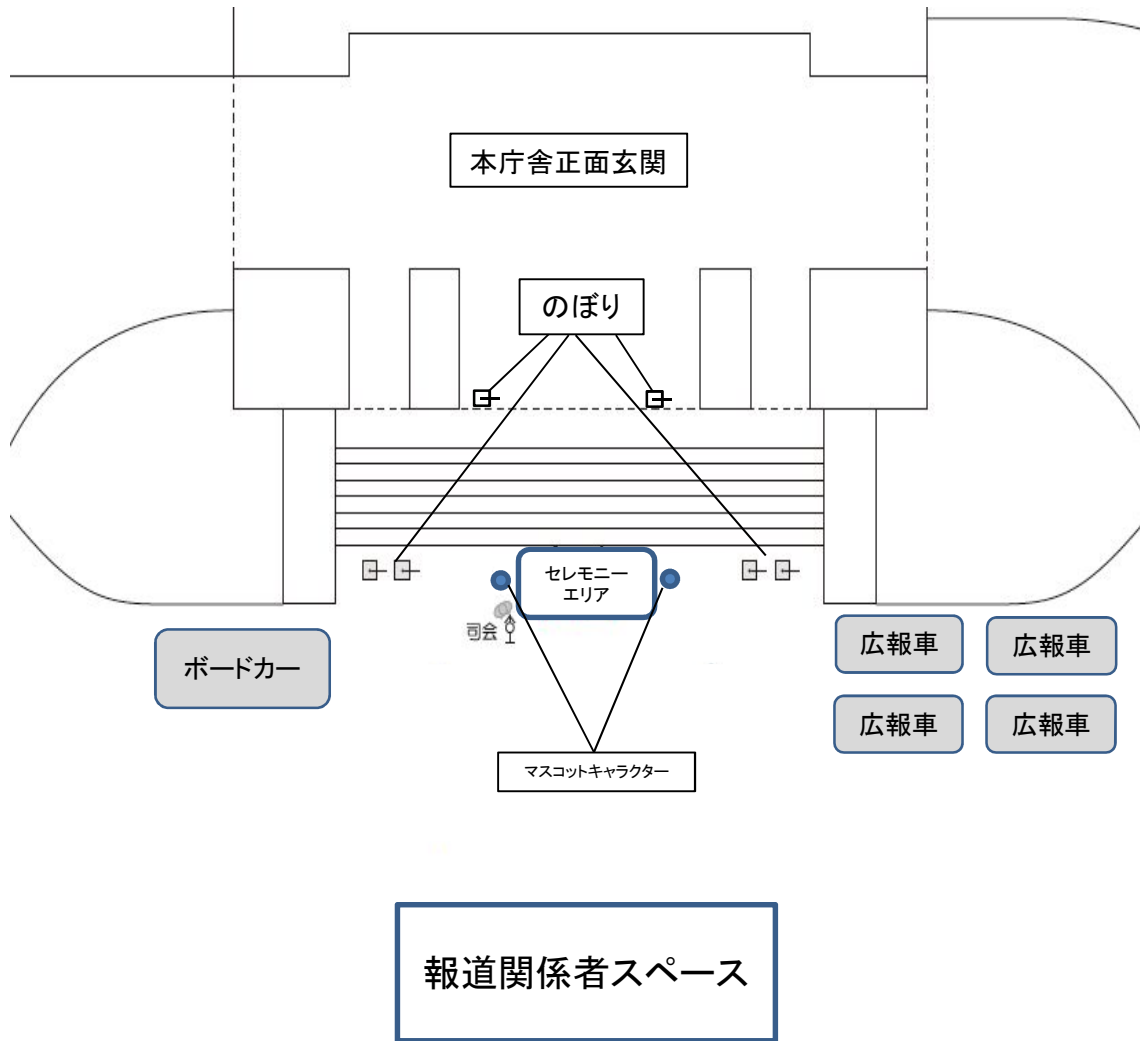 本庁舎正面玄関
のぼり
セレモニー
エリア
司会
ボードカー
広報車
広報車
広報車
広報車
マスコットキャラクター
報道関係者スペース